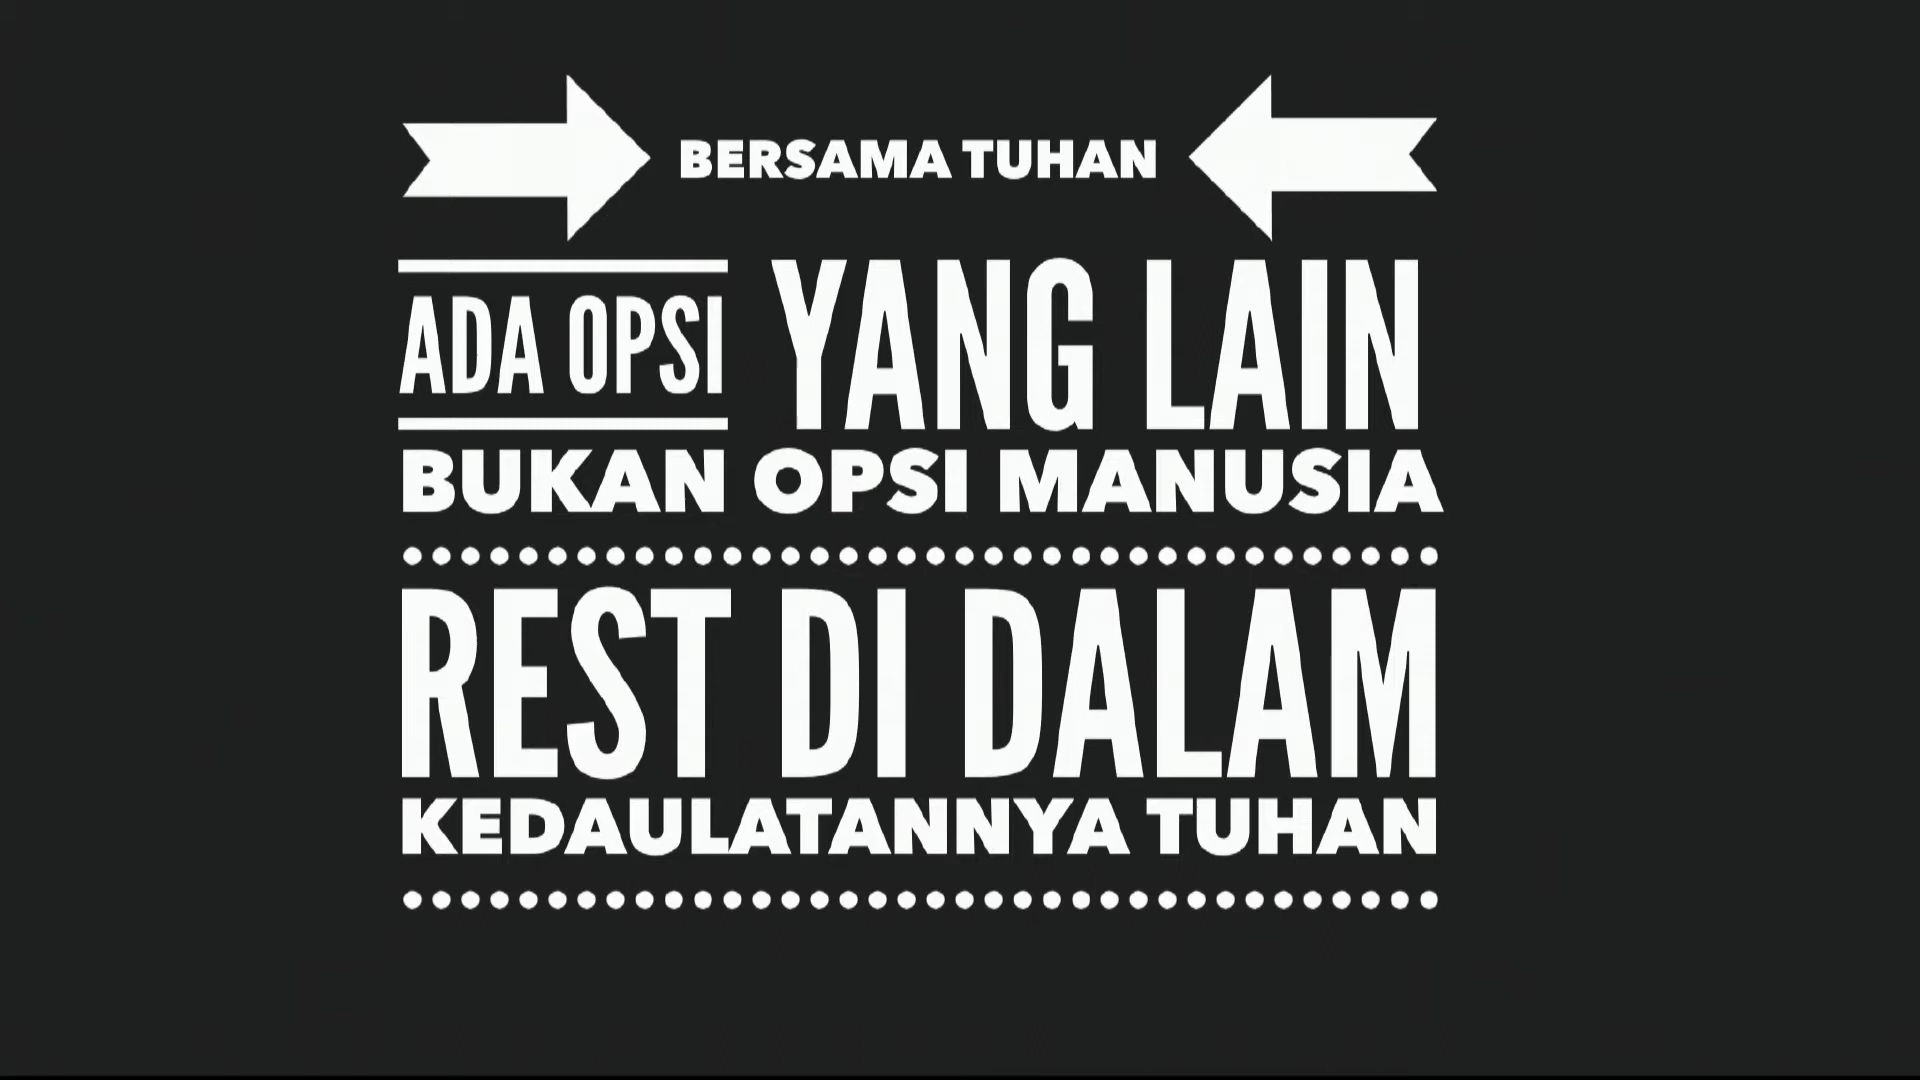 BERSAMA TUHAN
ADA OPSI YANG LAIN
BUKAN OPSI MANUSIA
REST DI DALAM
KEDAULATANNYA TUHAN